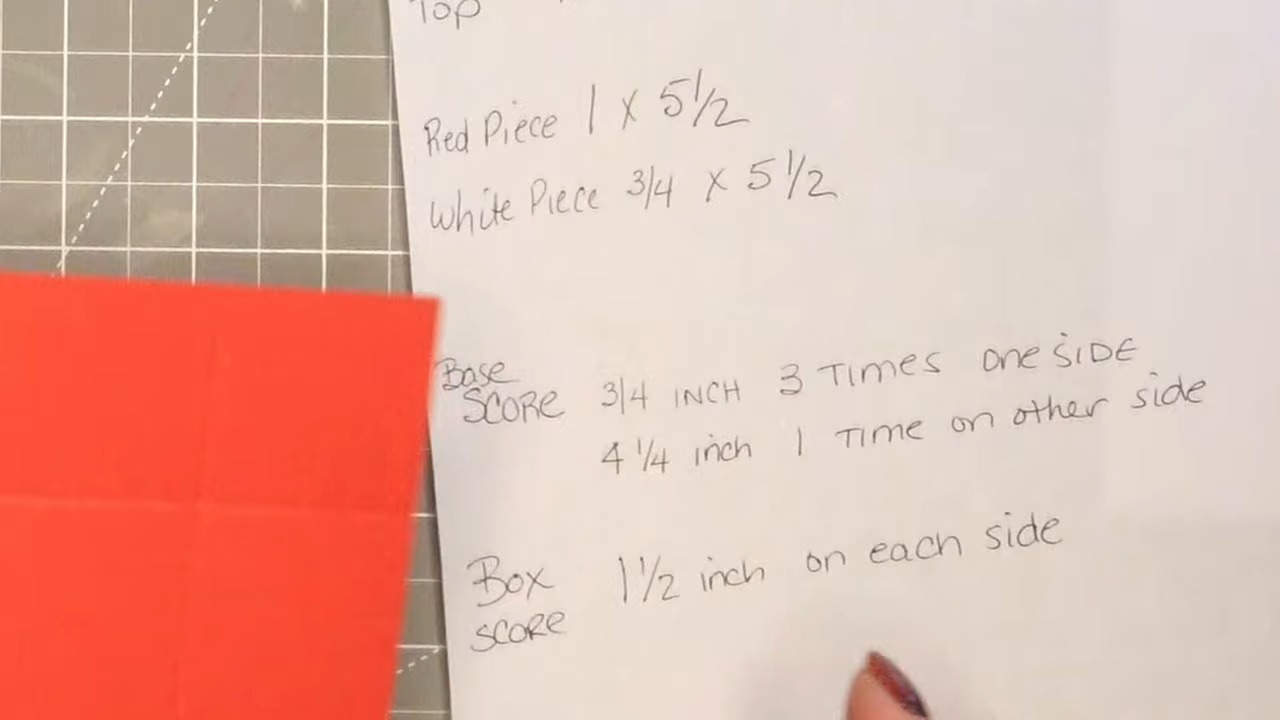 Top
Red Piece 1 x 5 1/2
White Piece 3/4 x 5 1/2
Base
SCORE 3/4 INCH 3 TIMES one SIDE
4 1/4 inch 1 TIME on other side
Box 1 1/2 inch on each side
SCORE